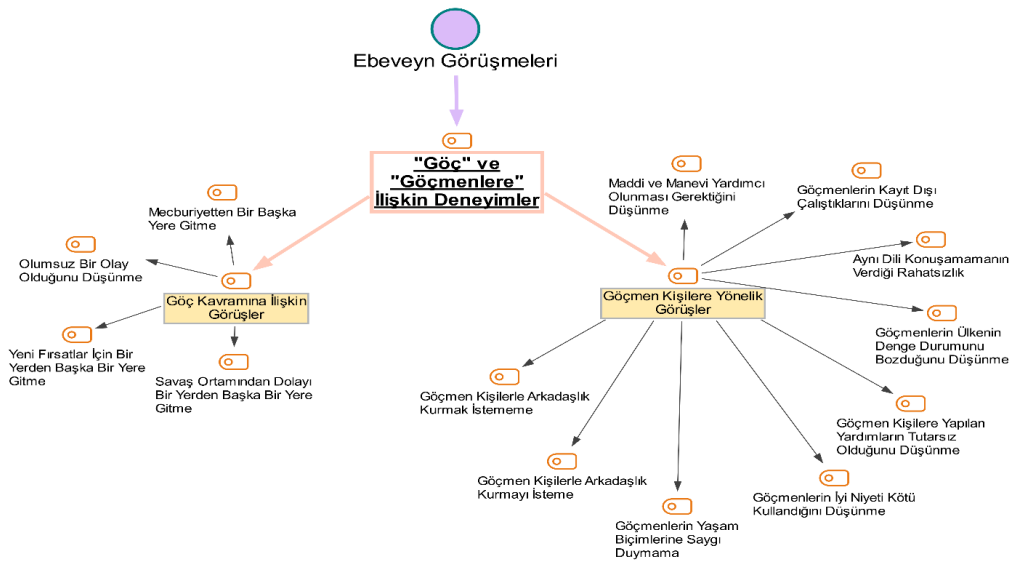 Ebeveyn Görüşmeleri
"Göç" ve
"Göçmenlere"
İlişkin Deneyimler
Mecburiyetten Bir Başka
Yere Gitme
Olumsuz Bir Olay
Olduğunu Düşünme
Göç Kavramına İlişkin
Görüşler
Yeni Fırsatlar İçin Bir
Yerden Başka Bir Yere
Gitme
Savaş Ortamından Dolayı
Bir Yerden Başka Bir Yere
Gitme
Maddi ve Manevi Yardımcı
Olunması Gerektiğini
Düşünme
Göçmenlerin Kayıt Dışı
Çalıştıklarını Düşünme
Aynı Dili Konuşamamanın
Verdiği Rahatsızlık
Göçmen Kişilere Yönelik
Görüşler
Göçmenlerin Ülkenin
Denge Durumunu
Bozduğunu Düşünme
Göçmen Kişilerle Arkadaşlık
Kurmak İstememe
Göçmen Kişilere Yapılan
Yardımların Tutarsız
Olduğunu Düşünme
Göçmen Kişilerle Arkadaşlık
Kurmayı İsteme
Göçmenlerin İyi Niyeti Kötü
Kullandığını Düşünme
Göçmenlerin Yaşam
Biçimlerine Saygı
Duymama